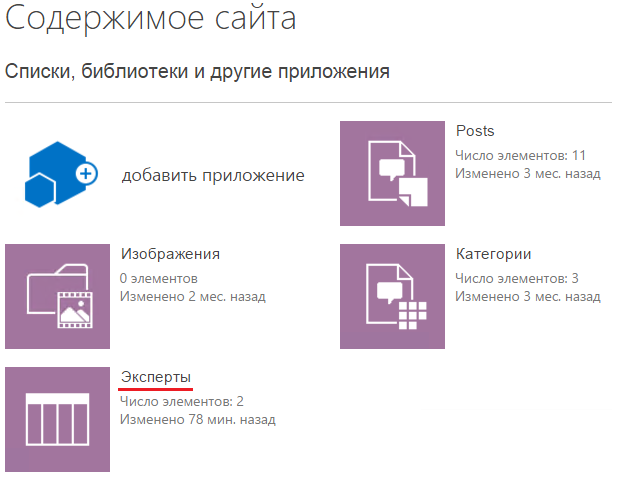 Содержимое сайта
Списки, библиотеки и другие приложения
добавить приложение
Posts
Число элементов: 11
Изменено 3 мес. назад
Изображения
0 элементов
Изменено 2 мес. назад
Категории
Число элементов: 3
Изменено 3 мес. назад
Эксперты
Число элементов: 2
Изменено 78 мин. назад